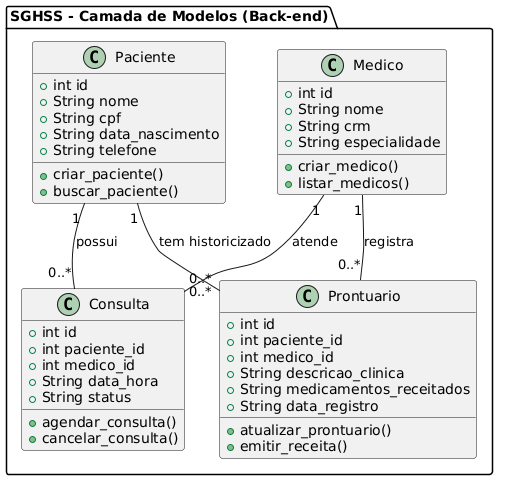 SGHSS - Camada de Modelos (Back-end)
C Paciente
int id
String nome
String cpf
String data_nascimento
String telefone
criar_paciente()
buscar_paciente()
C Medico
int id
String nome
String crm
String especialidade
criar_medico()
listar_medicos()
1
1
1
1
possui
tem historicizado
atende
registra
0..*
0..*
0..*
0..*
C Consulta
int id
int paciente_id
int medico_id
String data_hora
String status
agendar_consulta()
cancelar_consulta()
C Prontuario
int id
int paciente_id
int medico_id
String descricao_clinica
String medicamentos_receitados
String data_registro
atualizar_prontuario()
emitir_receita()